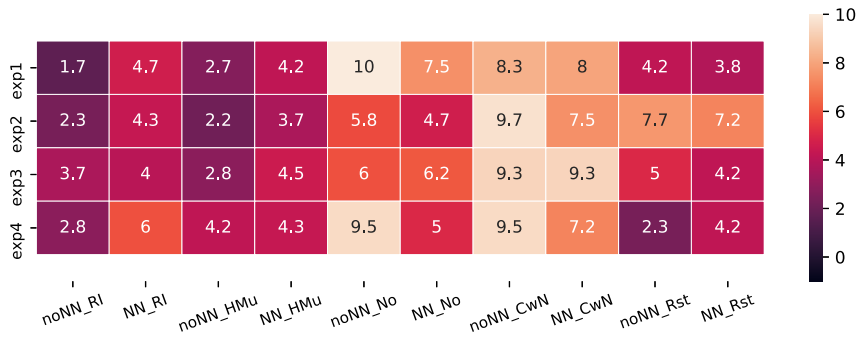 exp1 1.7 4.7 2.7 4.2 10 7.5 8.3 8 4.2 3.8
exp2 2.3 4.3 2.2 3.7 5.8 4.7 9.7 7.5 7.7 7.2
exp3 3.7 4 2.8 4.5 6 6.2 9.3 9.3 5 4.2
exp4 2.8 6 4.2 4.3 9.5 5 9.5 7.2 2.3 4.2
noNN_RI NN_RI noNN_HMu NN_HMu noNN_No NN_No noNN_CwN NN_CwN noNN_Rst NN_Rst
10
8
6
4
2
0